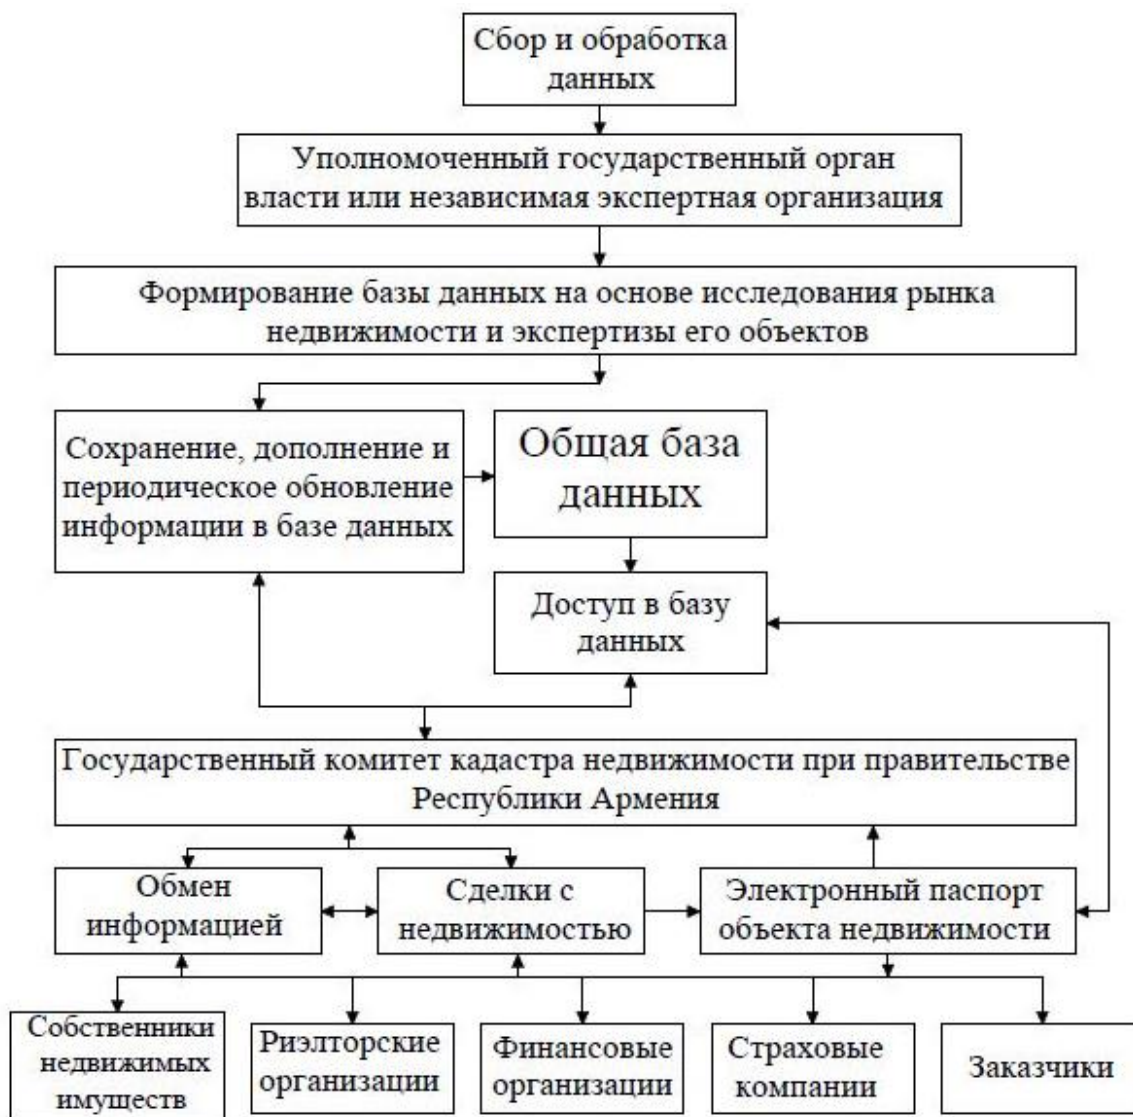 Сбор и обработка
данных
Уполномоченный государственный орган
власти или независимая экспертная организация
Формирование базы данных на основе исследования рынка
недвижимости и экспертизы его объектов
Сохранение, дополнение и
периодическое обновление
информации в базе данных
Общая база
данных
Доступ в базу
данных
Государственный комитет кадастра недвижимости при правительстве
Республики Армения
Обмен
информацией
Сделки с
недвижимостью
Электронный паспорт
объекта недвижимости
Собственники
недвижимых
имуществ
Риэлторские
организации
Финансовые
организации
Страховые
компании
Заказчики